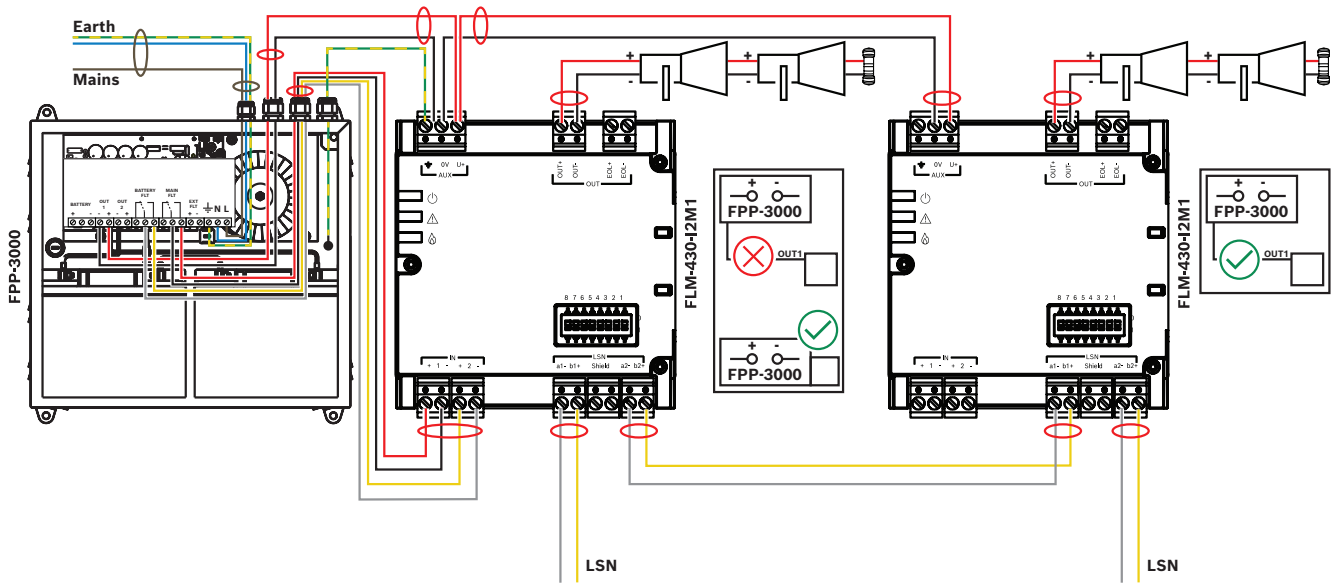 Earth
Mains
FPP-3000
BATTERY
+ -
OUT
1
- +
OUT
2
- +
BATTERY
FLT
MAIN
FLT
EXT
FLT
+ -
N L
+
-
+
-
0V U+
AUX
OUT+
OUT-
EOL+
EOL-
OUT
8 7 6 5 4 3 2 1
IN
+ 1 - + 2 -
LSN
a1- b1+ Shield a2- b2+
FLM-430-I2M1
+ -
FPP-3000
OUT1
+ -
FPP-3000
LSN
+
-
+
-
0V U+
AUX
OUT+
OUT-
EOL+
EOL-
OUT
8 7 6 5 4 3 2 1
IN
+ 1 - + 2 -
LSN
a1- b1+ Shield a2- b2+
FLM-430-I2M1
+ -
FPP-3000
OUT1
LSN